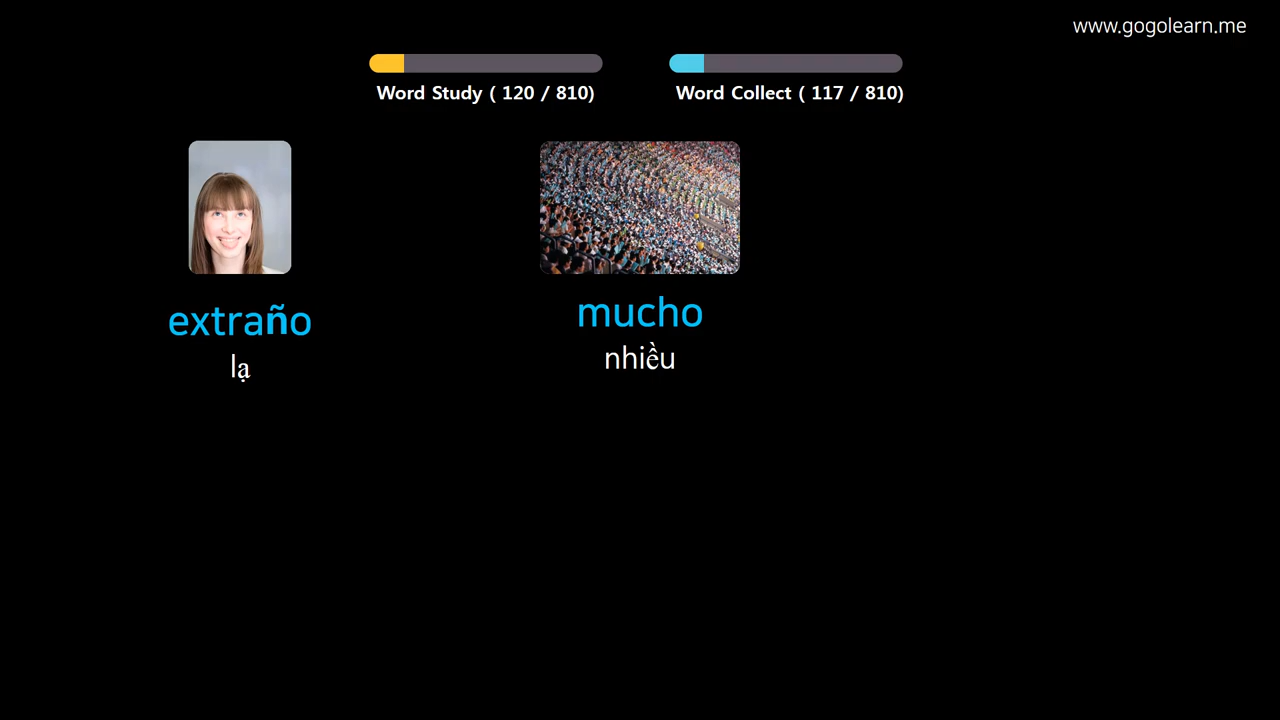 www.gogolearn.me
Word Study ( 120 / 810)
Word Collect ( 117 / 810)
extraño
lạ
mucho
nhiều